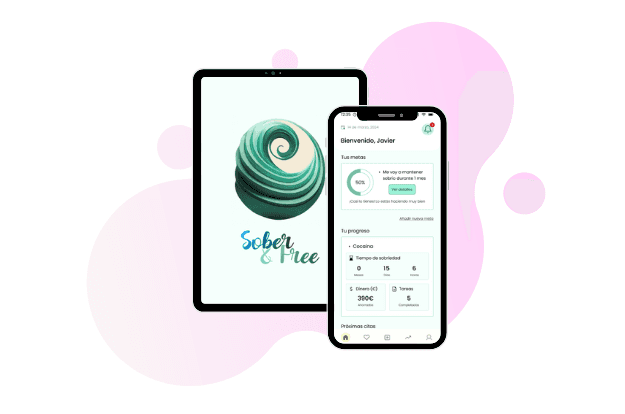 Sober
& Free
12:35
14 de marzo, 2024
Bienvenido, Javier
Tus metas
50%
• Me voy a mantener
sobrio durante 1 mes
Ver detalles
Añadir nueva meta
Tu progreso
• Cocaína
Tiempo de sobriedad
0 15 6
Meses Días Horas
$ Dinero (€) Tareas
390€ 5
Ahorrados Completadas
Próximas citas